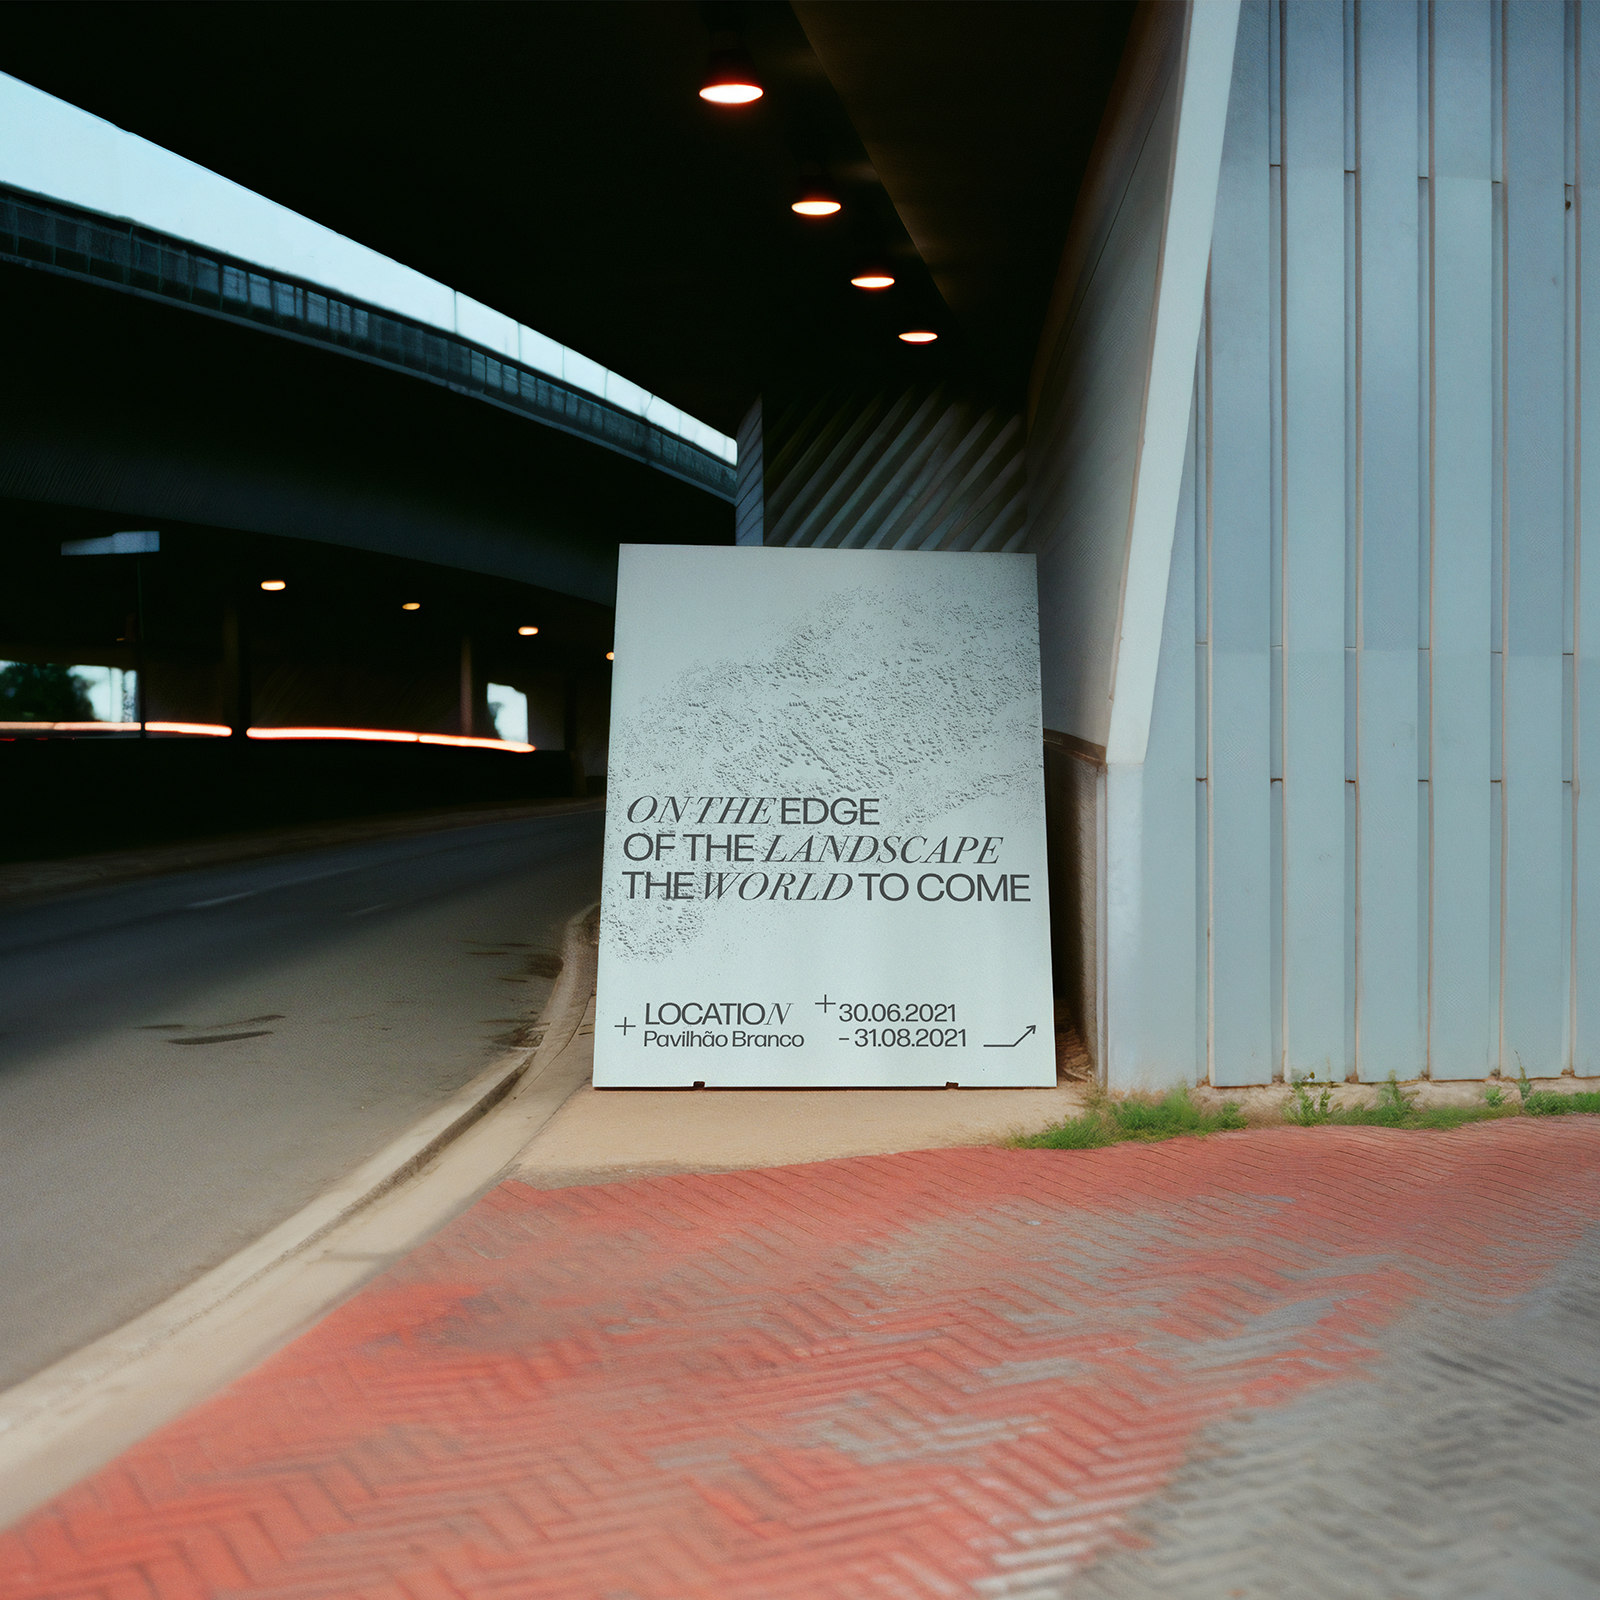 ON THE EDGE
OF THE LANDSCAPE
THE WORLD TO COME
LOCATION
Pavilhão Branco
30.06.2021
- 31.08.2021